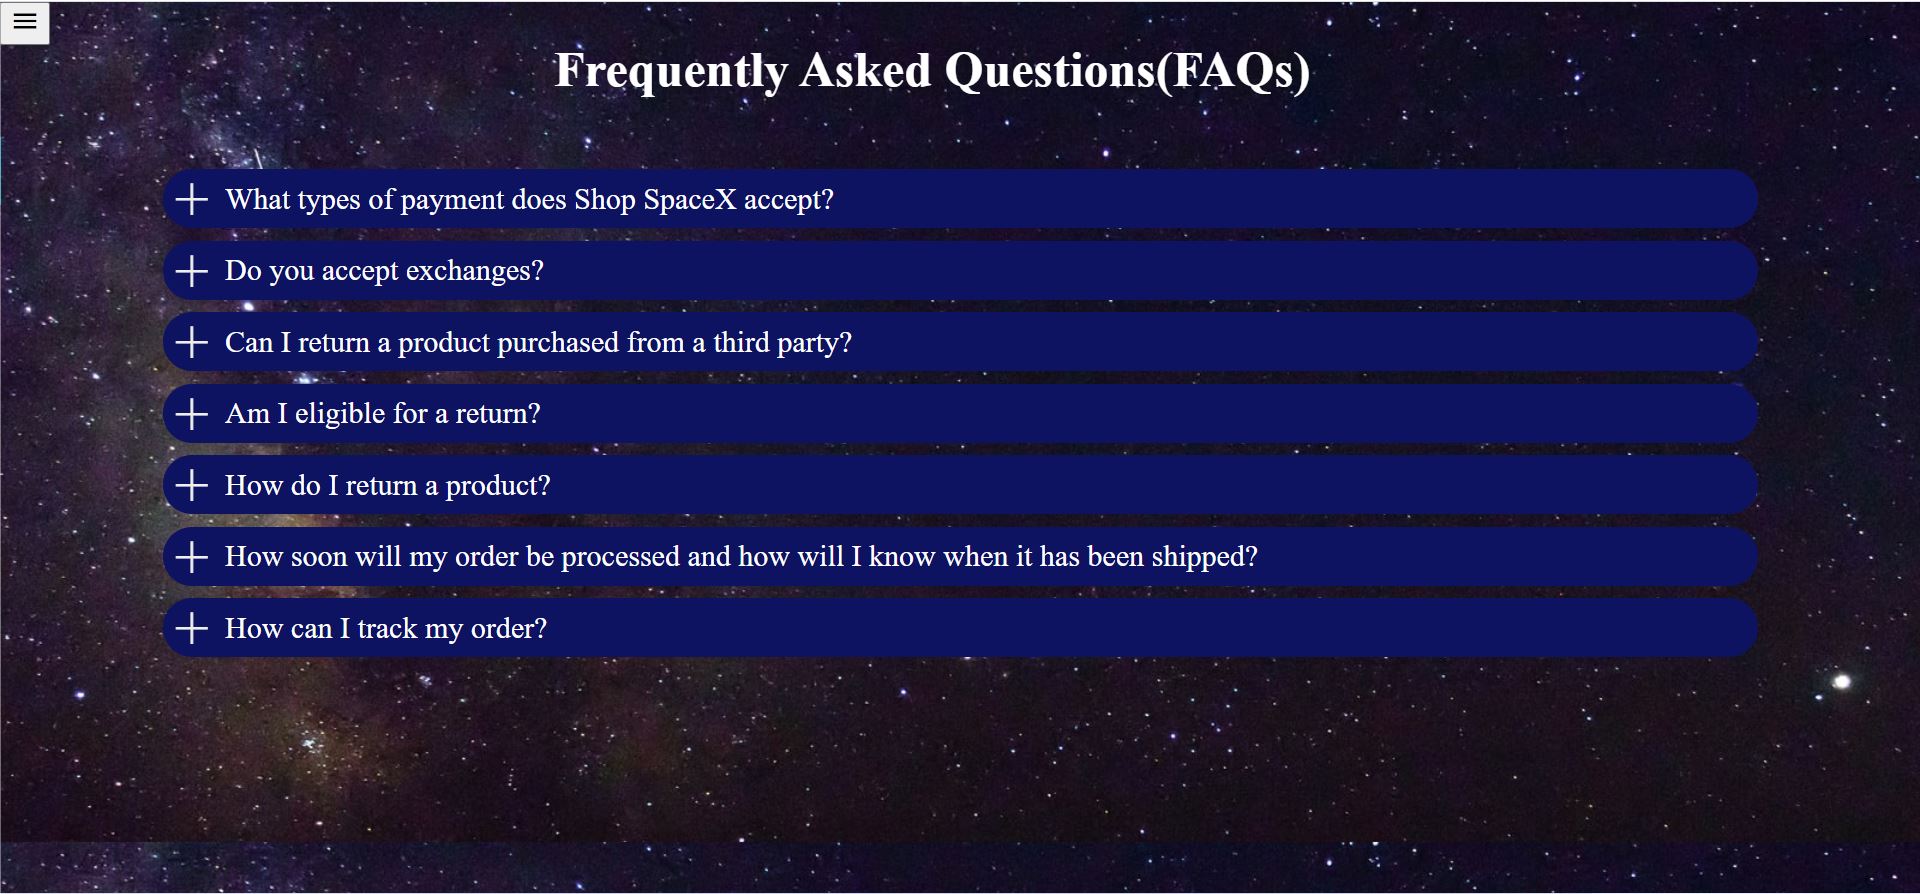 Frequently Asked Questions(FAQs)
What types of payment does Shop SpaceX accept?
Do you accept exchanges?
Can I return a product purchased from a third party?
Am I eligible for a return?
How do I return a product?
How soon will my order be processed and how will I know when it has been shipped?
How can I track my order?